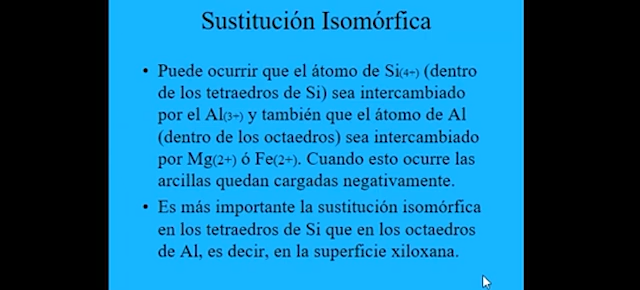 Sustitución Isomórfica
• Puede ocurrir que el átomo de Si(4+) (dentro
de los tetraedros de Si) sea intercambiado
por el Al(3+) y también que el átomo de Al
(dentro de los octaedros) sea intercambiado
por Mg(2+) ó Fe(2+). Cuando esto ocurre las
arcillas quedan cargadas negativamente.
• Es más importante la sustitución isomórfica
en los tetraedros de Si que en los octaedros
de Al, es decir, en la superficie xiloxana.